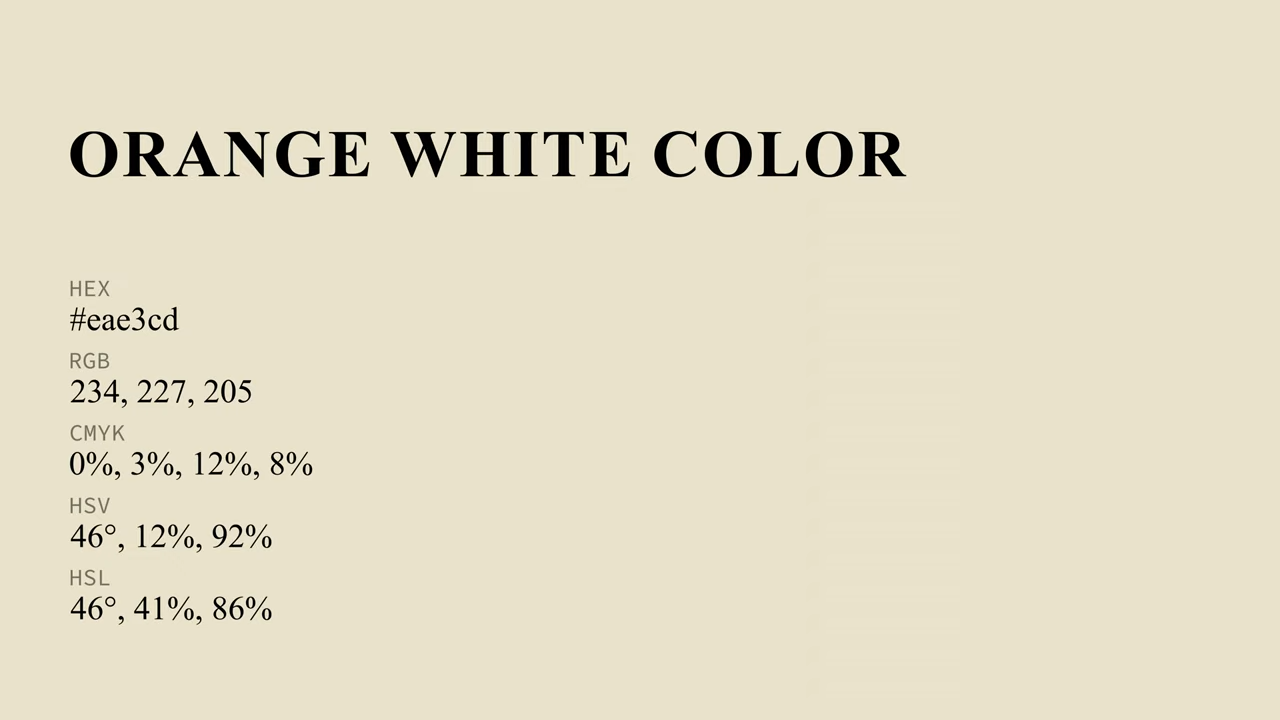 ORANGE WHITE COLOR
HEX
#eae3cd
RGB
234, 227, 205
CMYK
0%, 3%, 12%, 8%
HSV
46°, 12%, 92%
HSL
46°, 41%, 86%